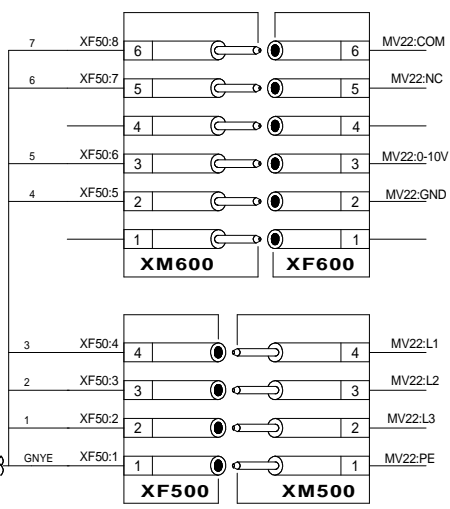 7 XF50:8 6 6 MV22:COM
6 XF50:7 5 5 MV22:NC
4 4
5 XF50:6 3 3 MV22:0-10V
4 XF50:5 2 2 MV22:GND
1 1
XM600 XF600
3 XF50:4 4 4 MV22:L1
2 XF50:3 3 3 MV22:L2
1 XF50:2 2 2 MV22:L3
GNYE XF50:1 1 1 MV22:PE
XF500 XM500